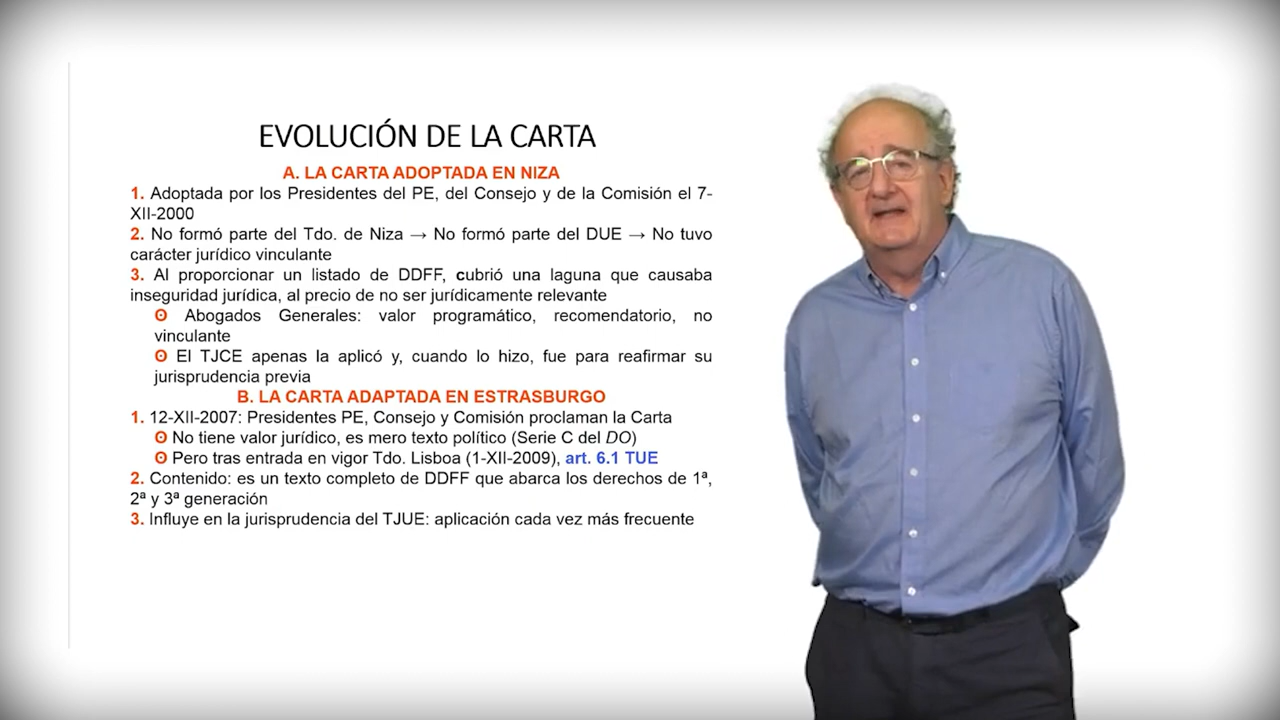 EVOLUCIÓN DE LA CARTA
A. LA CARTA ADOPTADA EN NIZA
1. Adoptada por los Presidentes del PE, del Consejo y de la Comisión el 7-
XII-2000
2. No formó parte del Tdo. de Niza → No formó parte del DUE → No tuvo
carácter jurídico vinculante
3. Al proporcionar un listado de DDFF, cubrió una laguna que causaba
inseguridad jurídica, al precio de no ser jurídicamente relevante
ʘ Abogados Generales: valor programático, recomendatorio, no
vinculante
ʘ El TJCE apenas la aplicó y, cuando lo hizo, fue para reafirmar su
jurisprudencia previa
B. LA CARTA ADAPTADA EN ESTRASBURGO
1. 12-XII-2007: Presidentes PE, Consejo y Comisión proclaman la Carta
ʘ No tiene valor jurídico, es mero texto político (Serie C del DO)
ʘ Pero tras entrada en vigor Tdo. Lisboa (1-XII-2009), art. 6.1 TUE
2. Contenido: es un texto completo de DDFF que abarca los derechos de 1ª,
2ª y 3ª generación
3. Influye en la jurisprudencia del TJUE: aplicación cada vez más frecuente